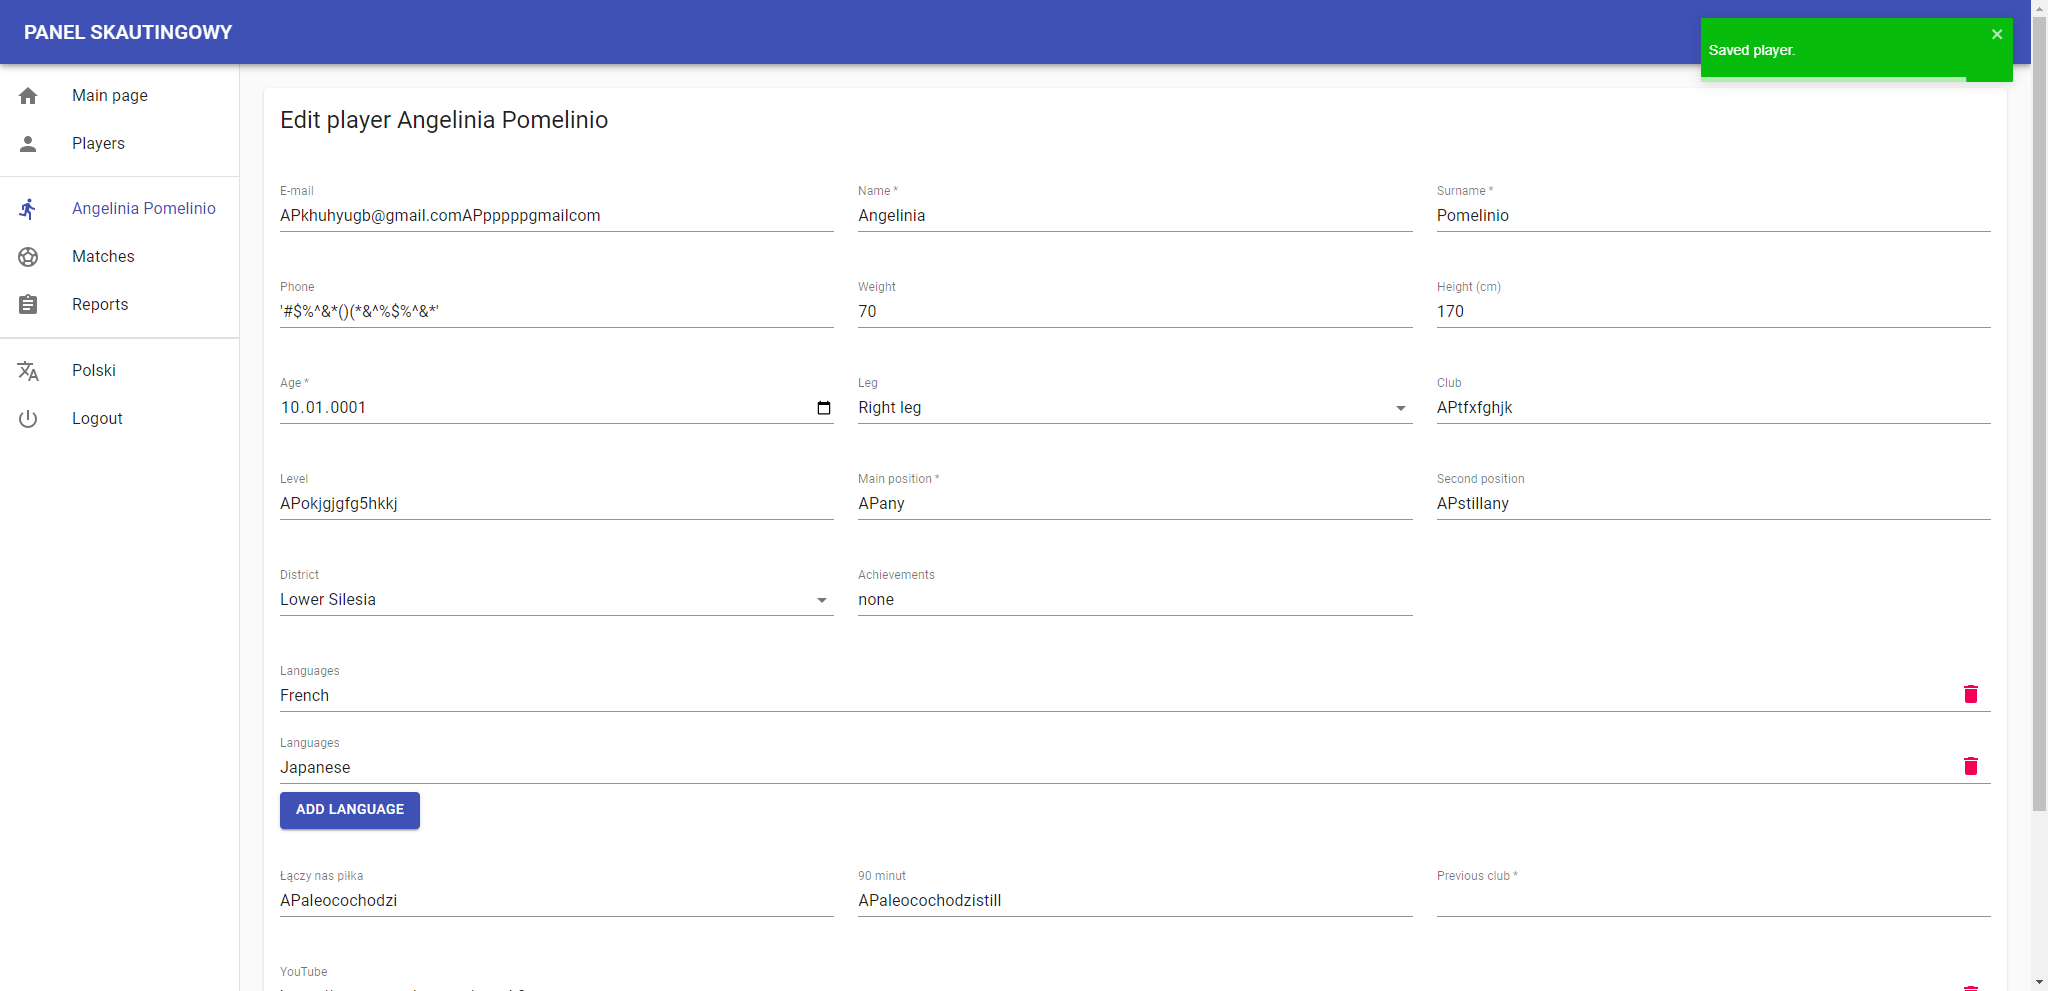 PANEL SKAUTINGOWY
Saved player.
Main page
Players
Angelinia Pomelinio
Matches
Reports
Polski
Logout
Edit player Angelinia Pomelinio
E-mail
APkhuhyugb@gmail.comAPpppppgmailcom
Name *
Angelinia
Surname *
Pomelinio
Phone
'#$%^&*()(*&^%$%^&*'
Weight
70
Height (cm)
170
Age *
10.01.0001
Leg
Right leg
Club
APtfxfghjk
Level
APokjgjgfg5hkkj
Main position *
APany
Second position
APstillany
District
Lower Silesia
Achievements
none
Languages
French
Languages
Japanese
ADD LANGUAGE
Łączy nas piłka
APaleocochodzi
90 minut
APaleocochodzistill
Previous club *
YouTube